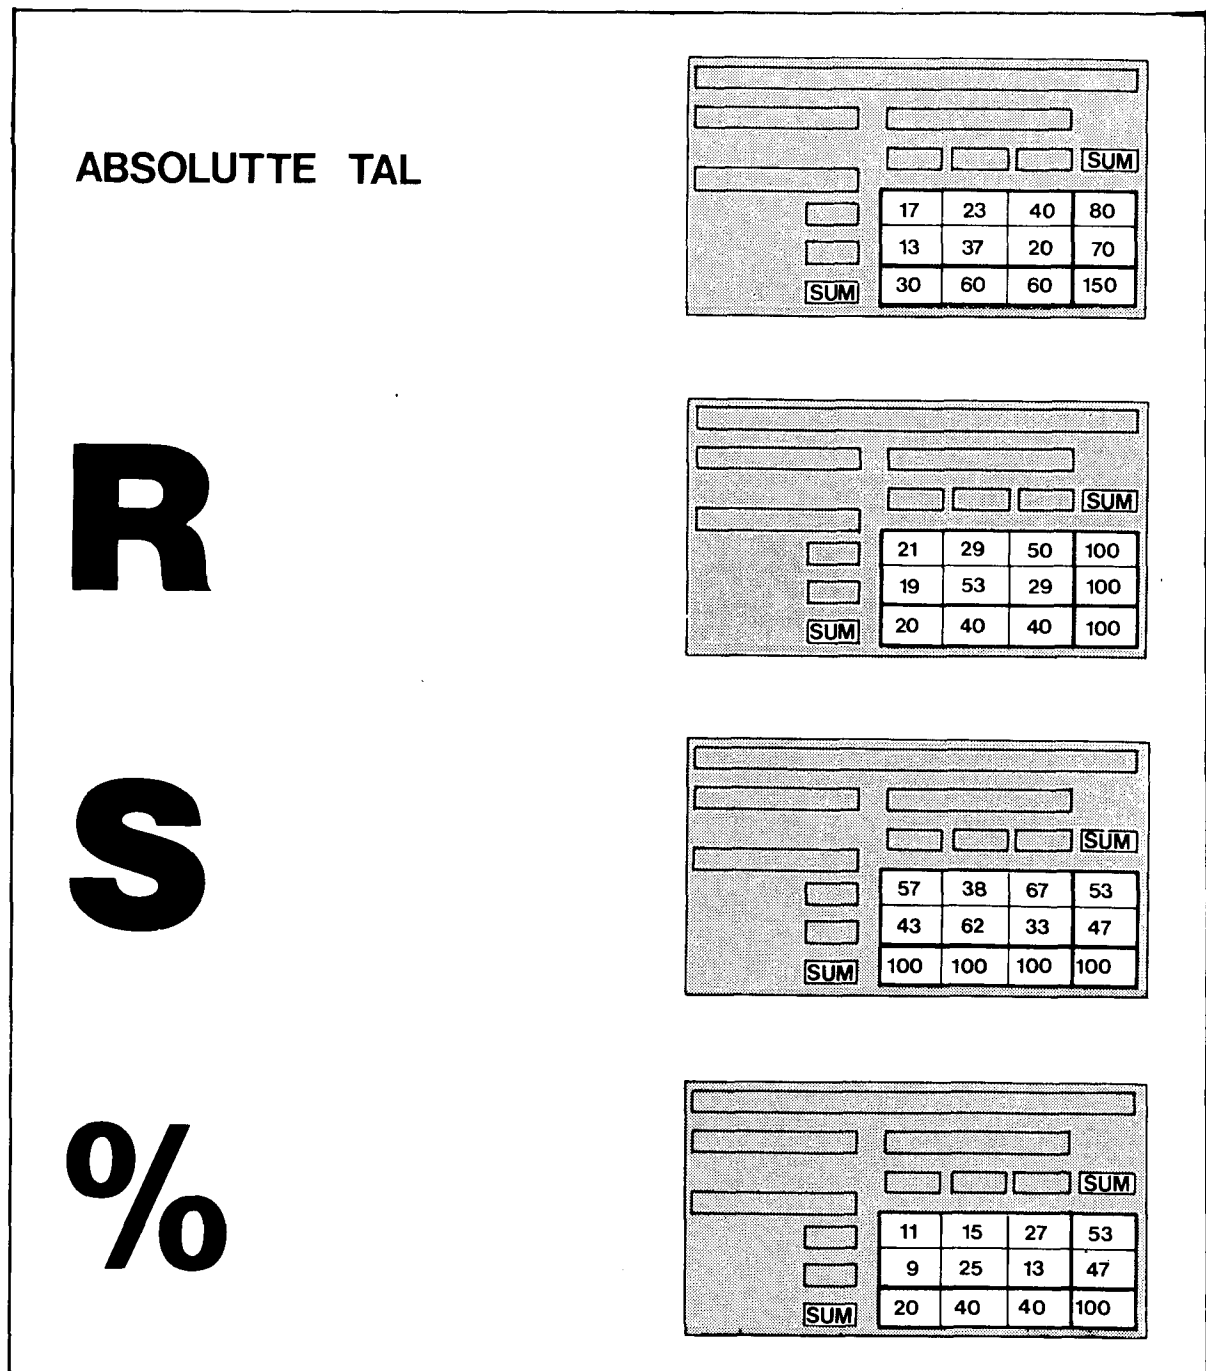 ABSOLUTTE TAL
SUM
17 23 40 80
13 37 20 70
SUM 30 60 60 150
R
SUM
21 29 50 100
19 53 29 100
SUM 20 40 40 100
S
SUM
57 38 67 53
43 62 33 47
SUM 100 100 100 100
%
SUM
11 15 27 53
9 25 13 47
SUM 20 40 40 100